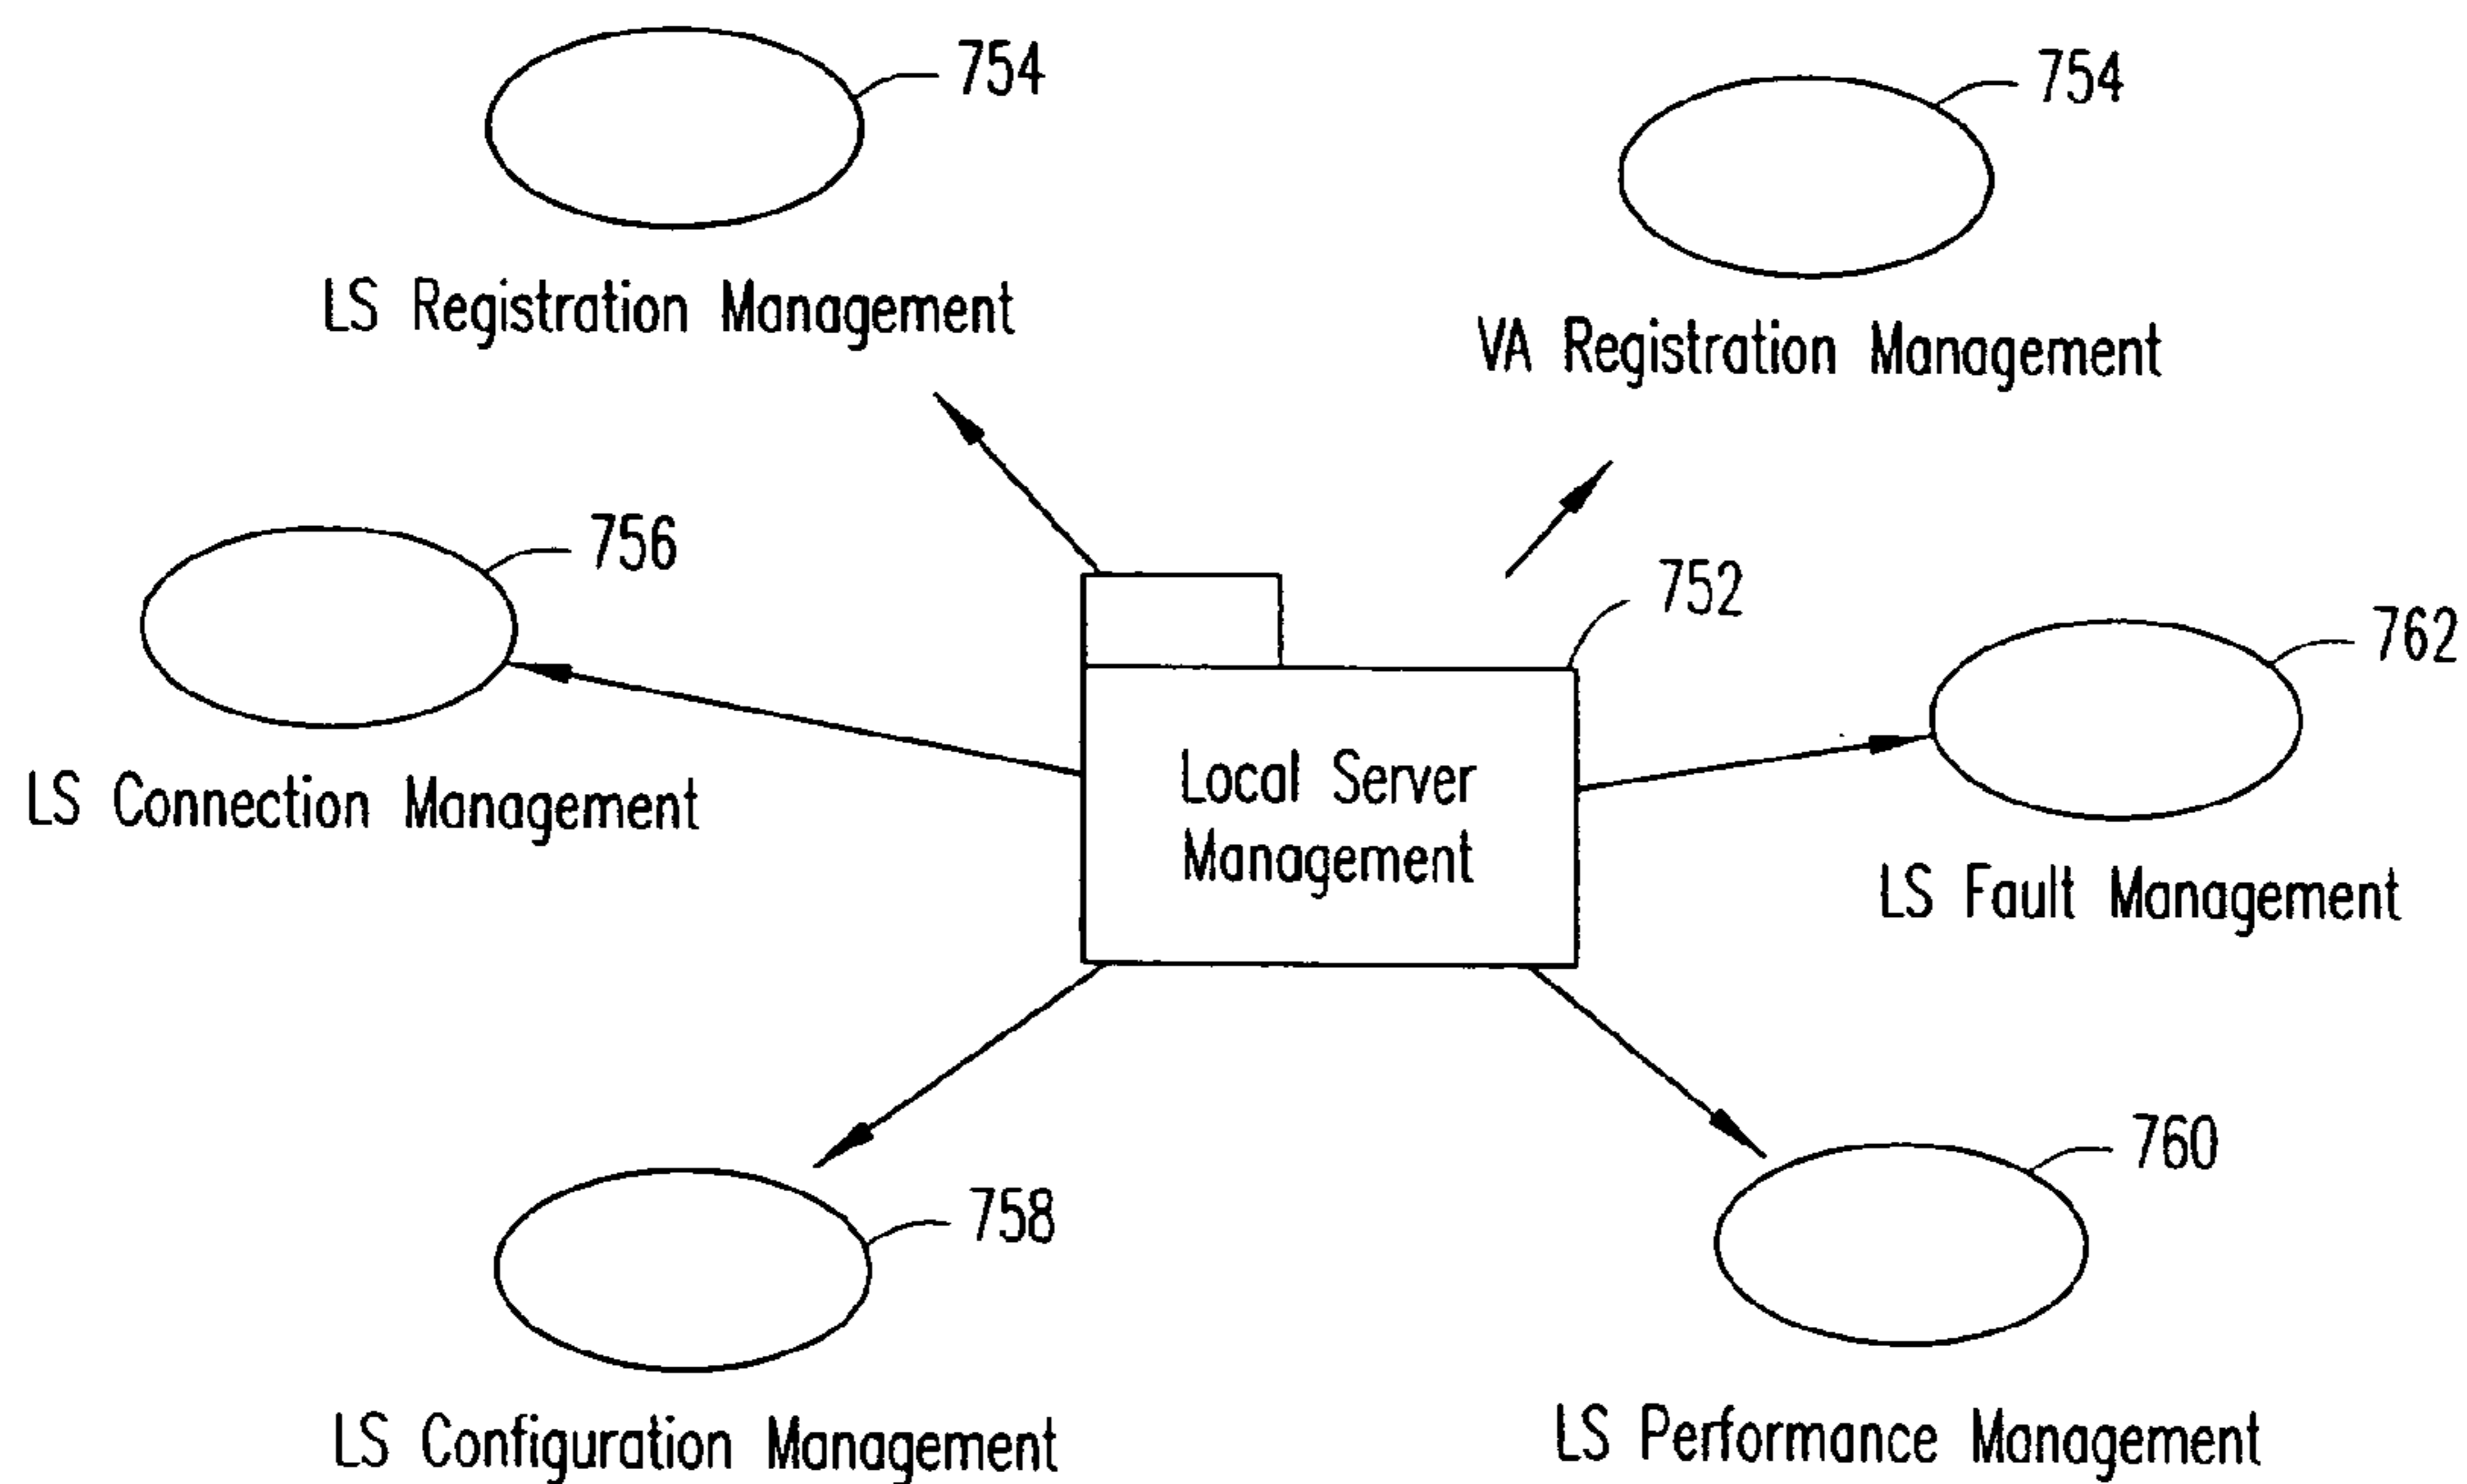 754
754
LS Registration Management
VA Registration Management
756
752
762
Local Server
Management
LS Connection Management
LS Fault Management
760
758
LS Configuration Management
LS Performance Management